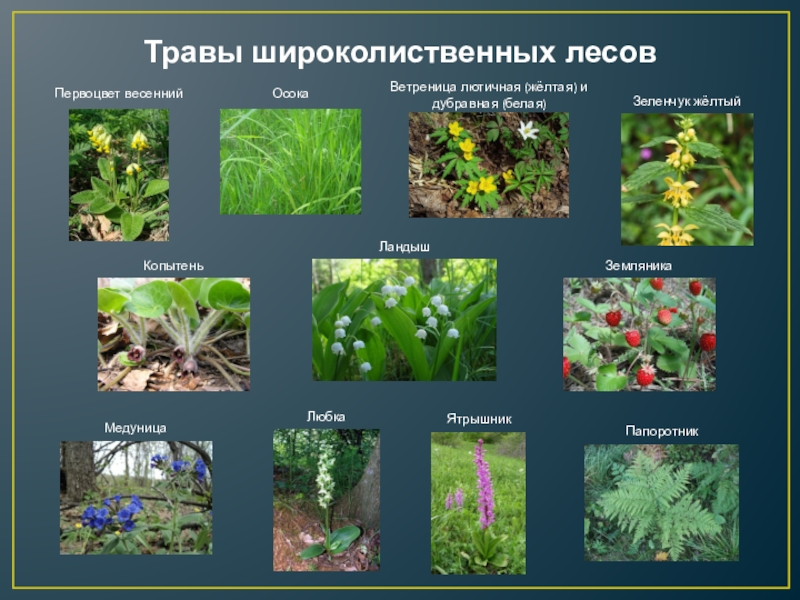 Травы широколиственных лесов
Первоцвет весенний
Осока
Ветреница лютичная (жёлтая) и
дубравная (белая)
Зеленчук жёлтый
Копытень
Ландыш
Земляника
Медуница
Любка
Ятрышник
Папоротник